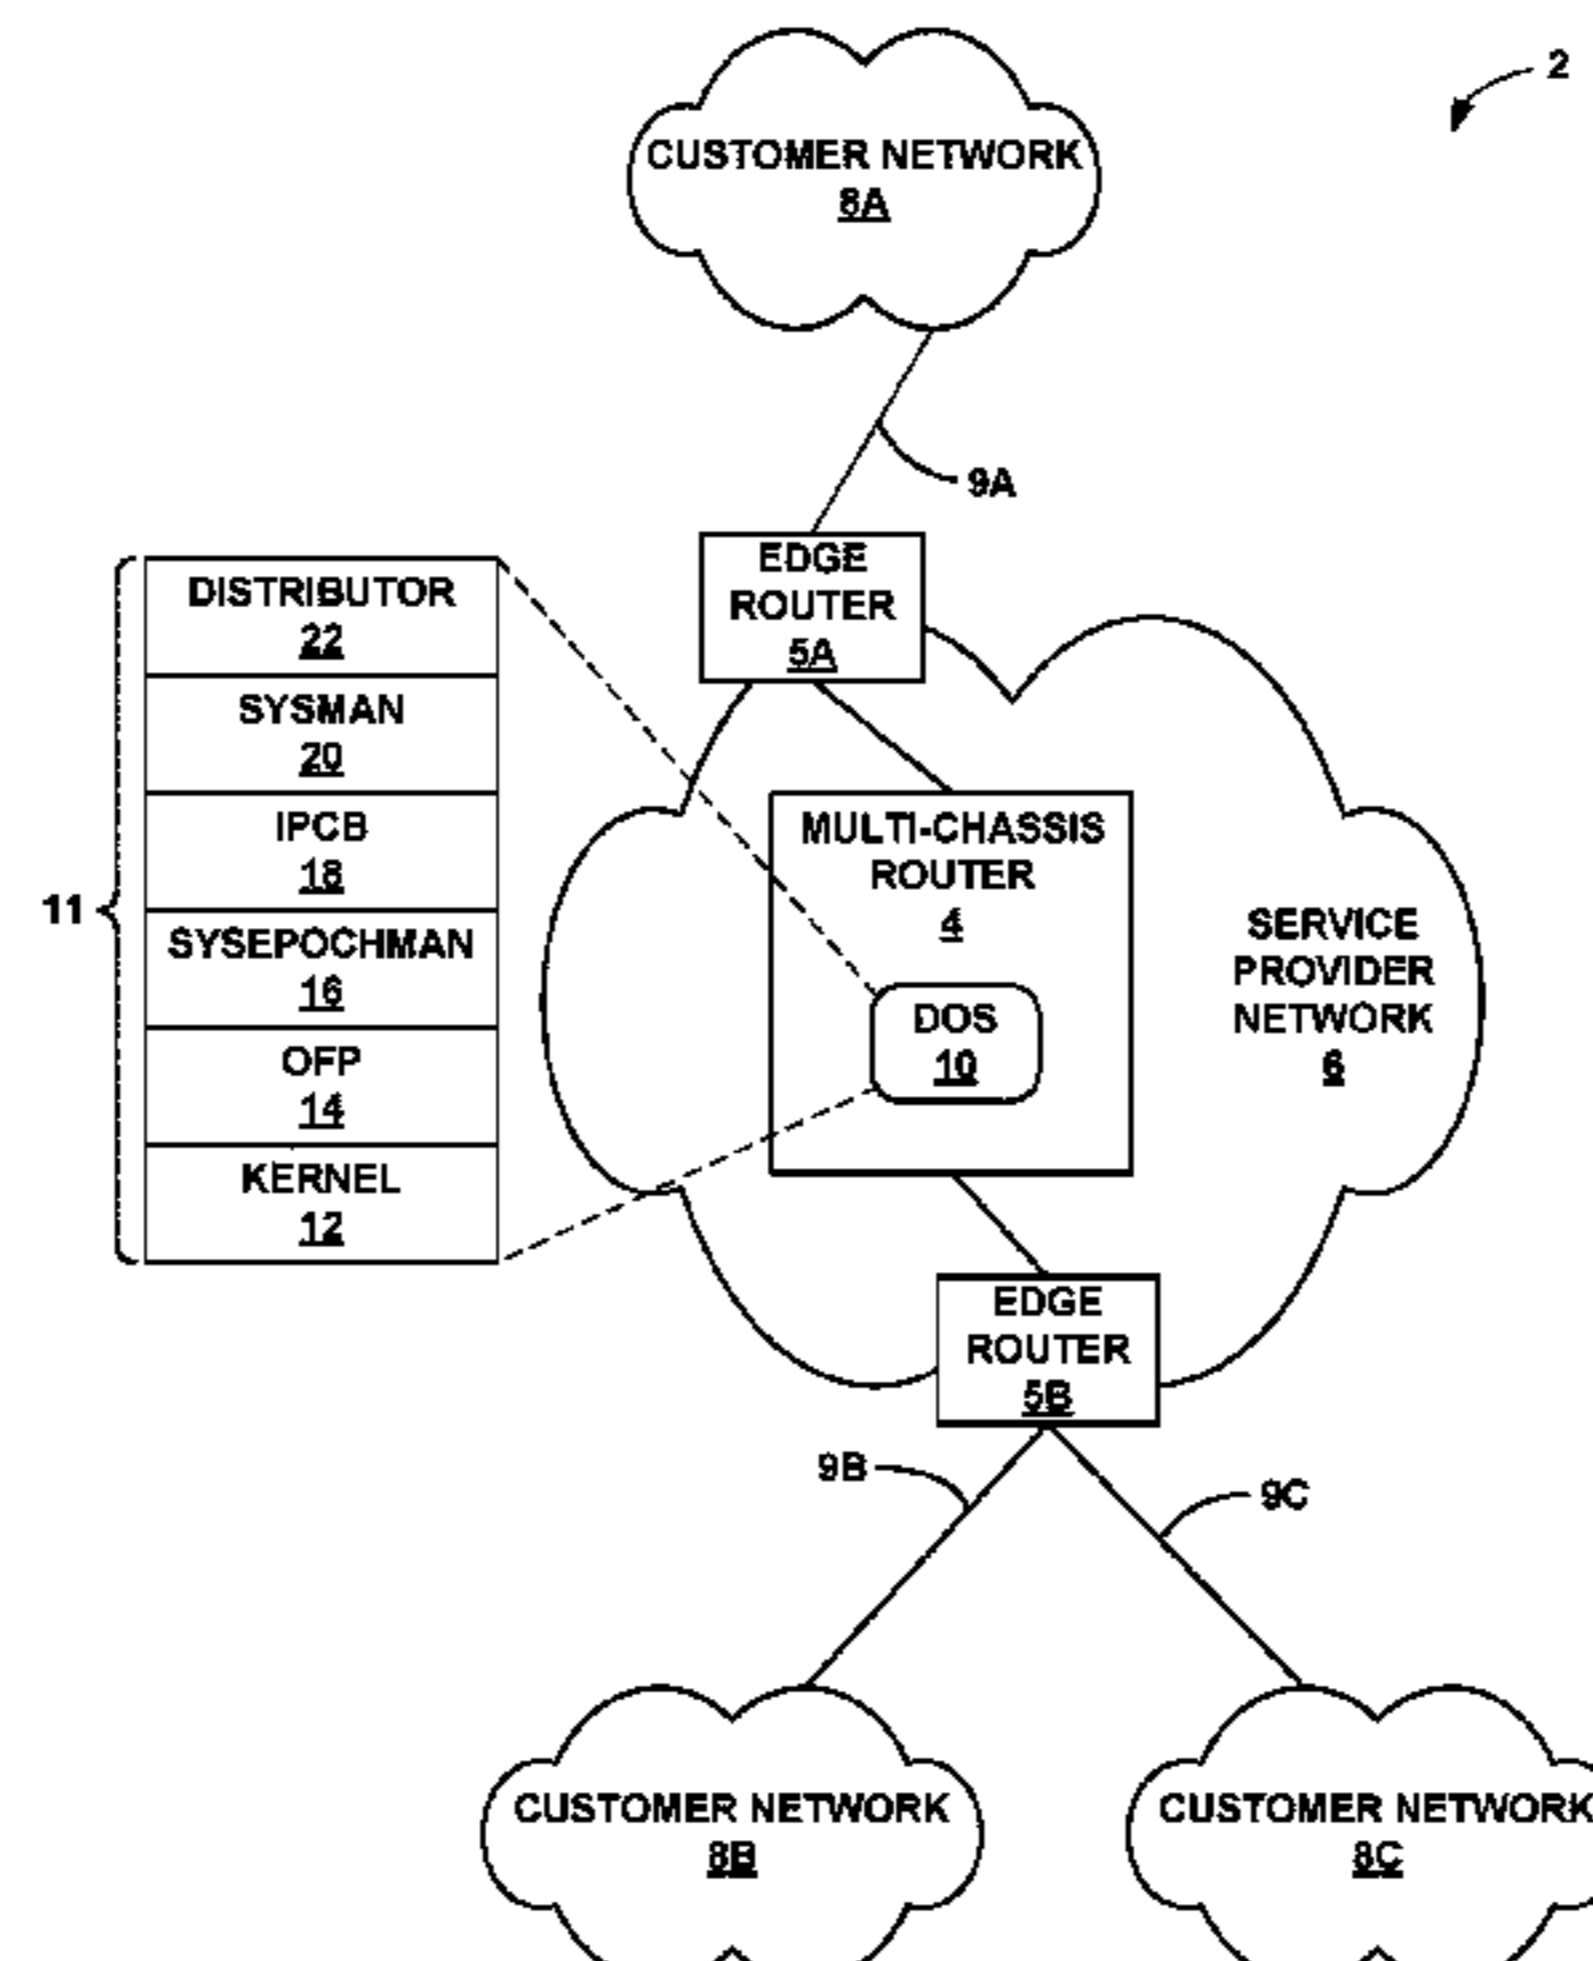 2
CUSTOMER NETWORK
8A
9A
EDGE
ROUTER
5A
DISTRIBUTOR
22
SYSMAN
20
IPCB
18
SYSEPOCHMAN
16
OFP
14
KERNEL
12
11
MULTI-CHASSIS
ROUTER
4
DOS
10
SERVICE
PROVIDER
NETWORK
6
EDGE
ROUTER
5B
9B
9C
CUSTOMER NETWORK
8B
CUSTOMER NETWORK
8C